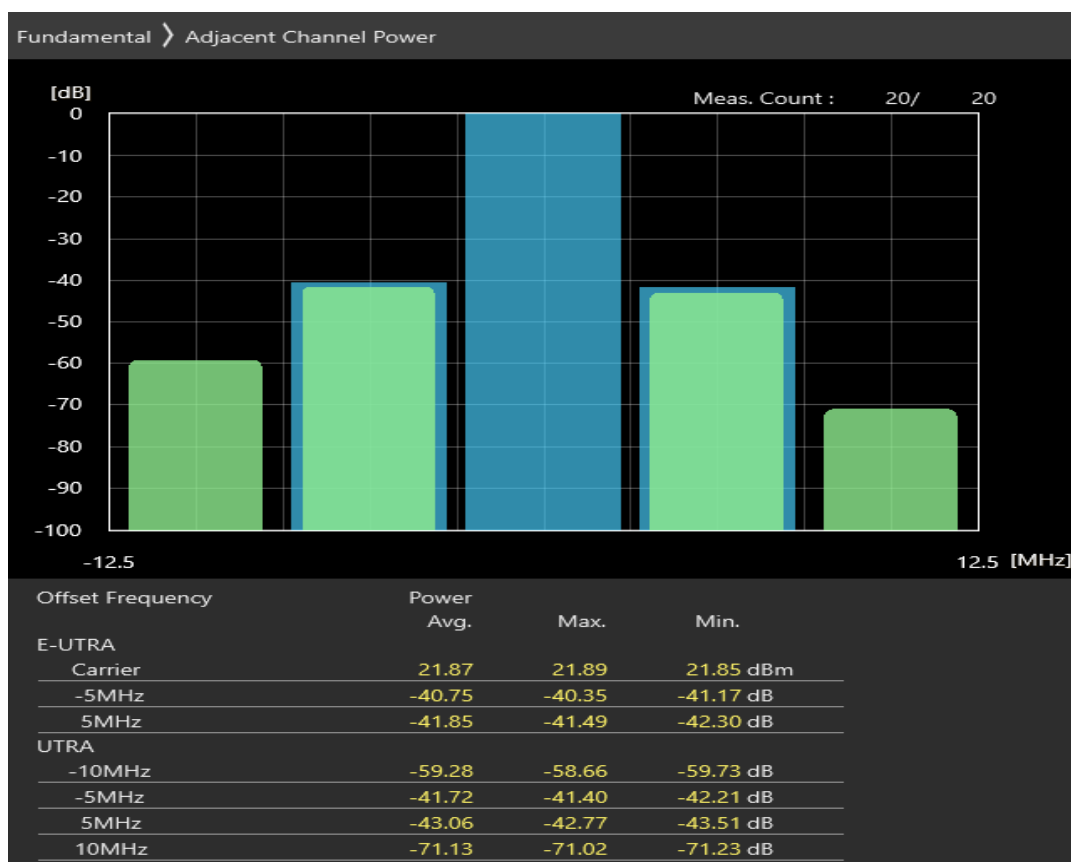 Fundamental ❯ Adjacent Channel Power
[dB]
Meas. Count : 20/ 20
0
-10
-20
-30
-40
-50
-60
-70
-80
-90
-100
-12.5 12.5 [MHz]
Offset Frequency Power
Avg. Max. Min.
E-UTRA
Carrier 21.87 21.89 21.85 dBm
-5MHz -40.75 -40.35 -41.17 dB
5MHz -41.85 -41.49 -42.30 dB
UTRA
-10MHz -59.28 -58.66 -59.73 dB
-5MHz -41.72 -41.40 -42.21 dB
5MHz -43.06 -42.77 -43.51 dB
10MHz -71.13 -71.02 -71.23 dB